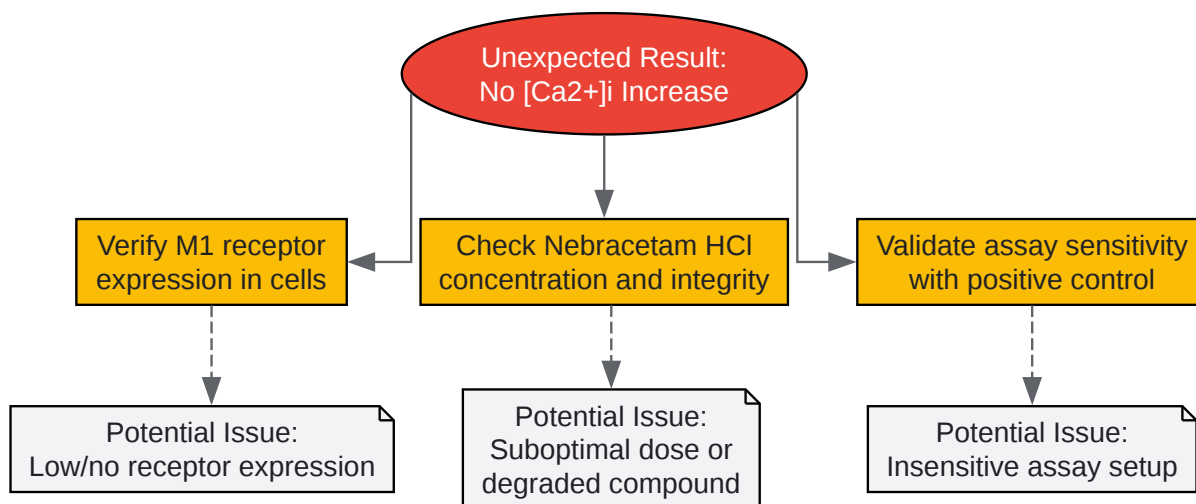 Unexpected Result:
No [Ca2+]i Increase
Verify M1 receptor
expression in cells
Check Nebracetam HCl
concentration and integrity
Validate assay sensitivity
with positive control
Potential Issue:
Low/no receptor expression
Potential Issue:
Suboptimal dose or
degraded compound
Potential Issue:
Insensitive assay setup